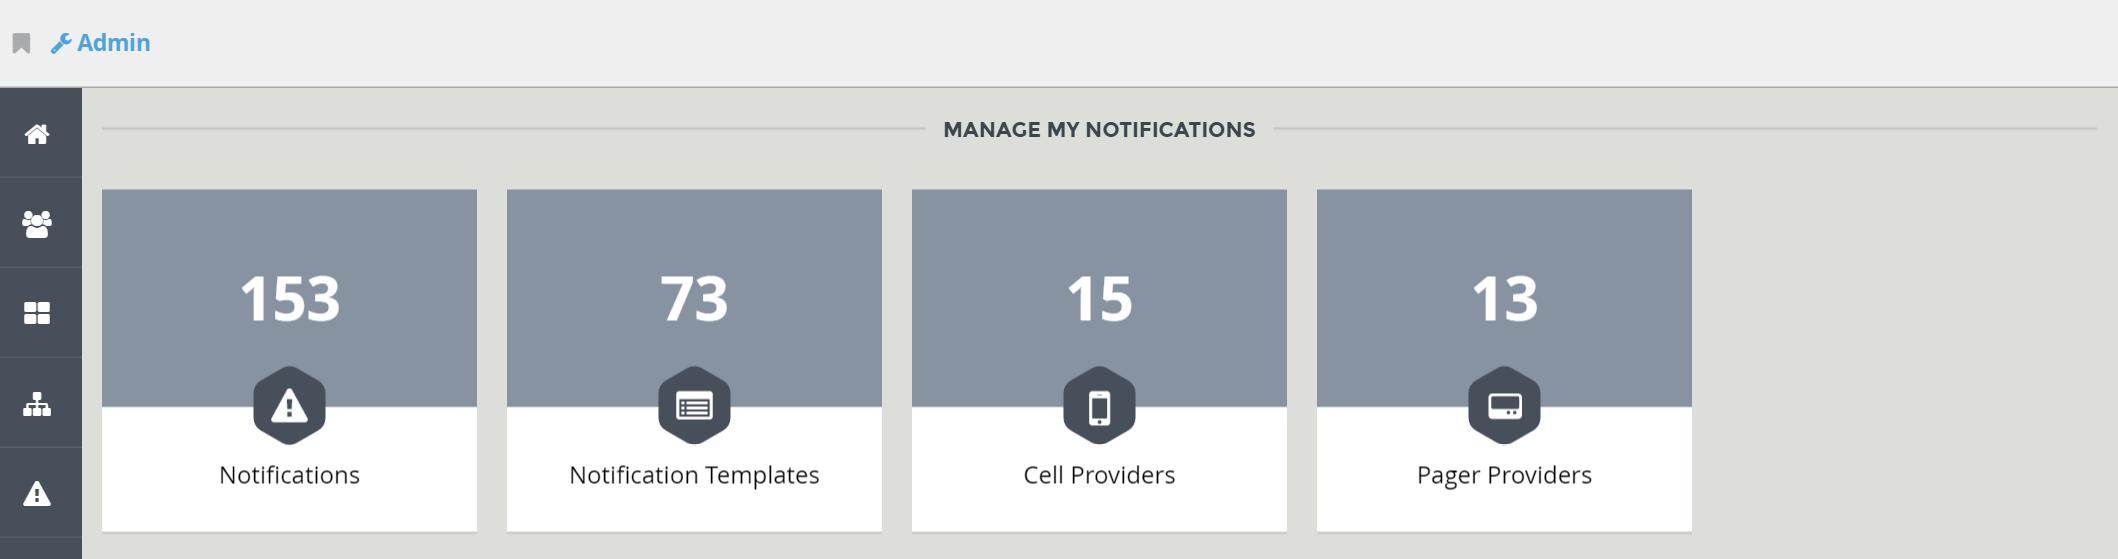 Admin
MANAGE MY NOTIFICATIONS
153
Notifications
73
Notification Templates
15
Cell Providers
13
Pager Providers